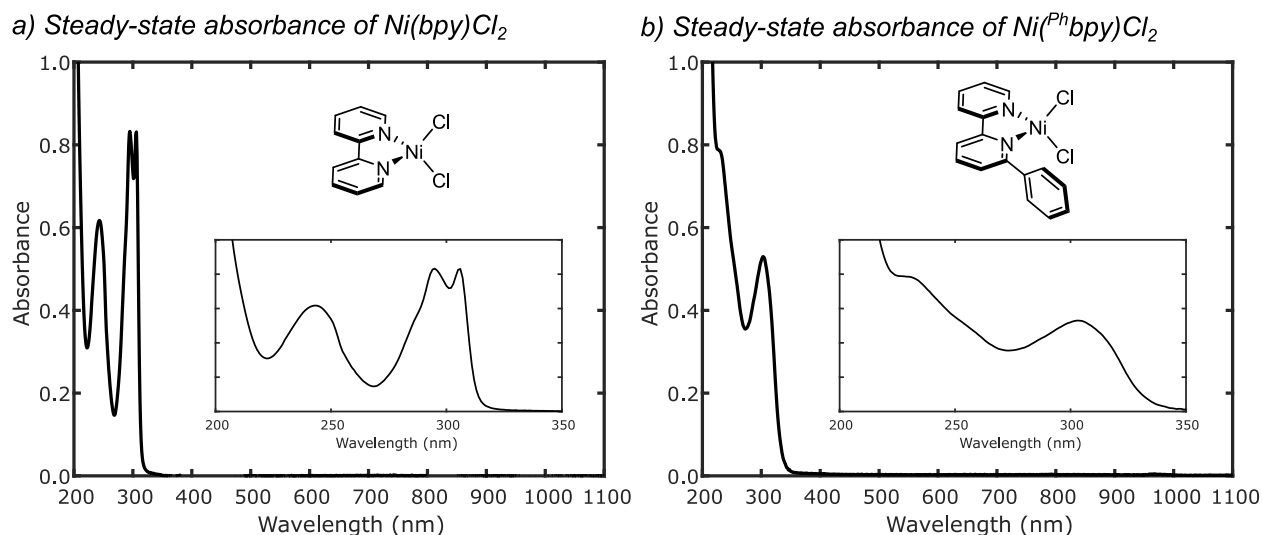 a) Steady-state absorbance of Ni(bpy)Cl₂
1.0
0.8
0.6
0.4
0.2
0.0
Absorbance
200 300 400 500 600 700 800 900 1000 1100
Wavelength (nm)
N
N
Ni
Cl
Cl
Absorbance
200 250 300 350
Wavelength (nm)
b) Steady-state absorbance of Ni(ᴾʰbpy)Cl₂
1.0
0.8
0.6
0.4
0.2
0.0
Absorbance
200 300 400 500 600 700 800 900 1000 1100
Wavelength (nm)
N
N
Ni
Cl
Cl
Absorbance
200 250 300 350
Wavelength (nm)